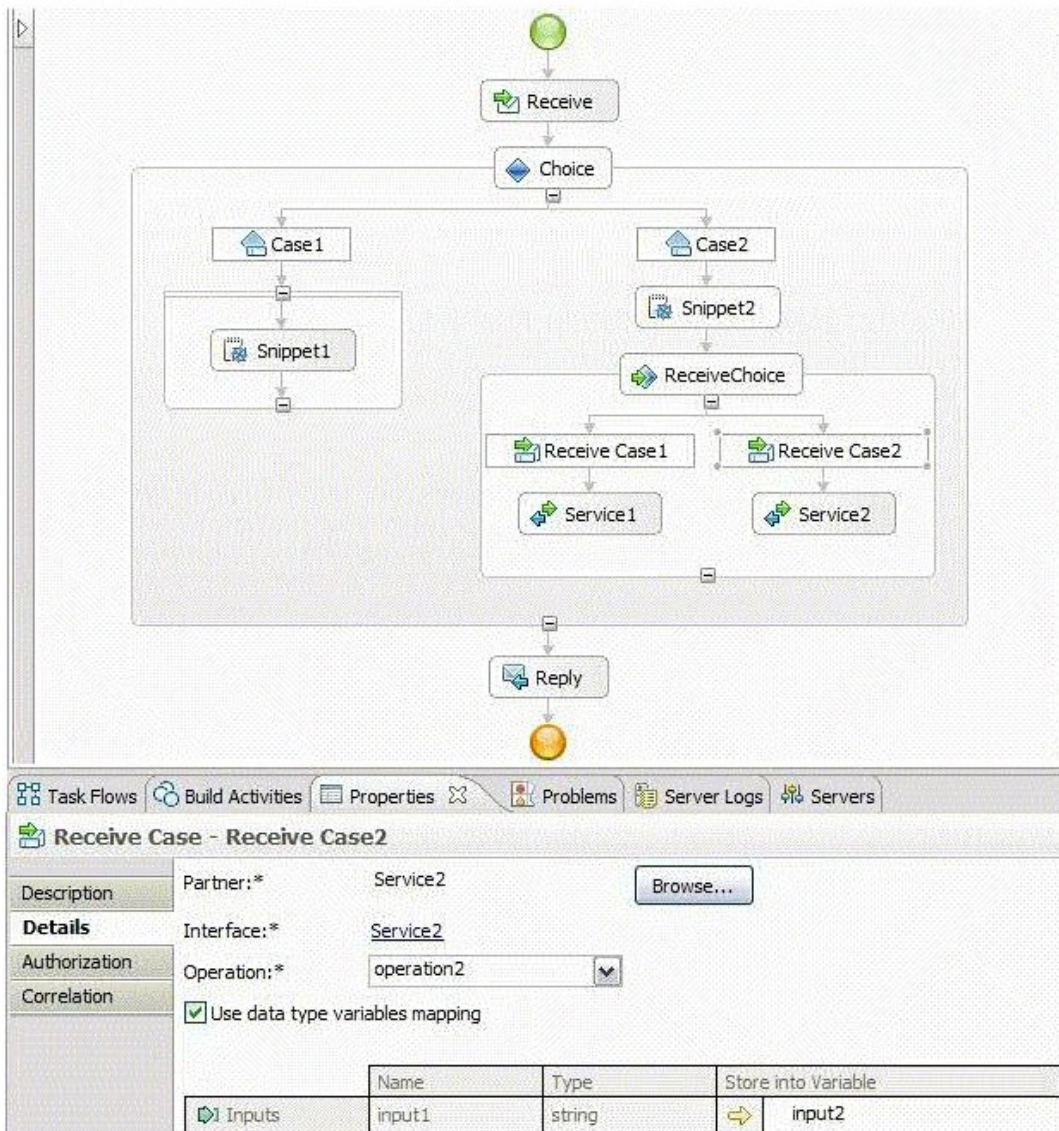 Receive
Choice
Case1
Case2
Snippet2
Snippet1
ReceiveChoice
Receive Case1
Receive Case2
Service1
Service2
Reply
Task Flows
Build Activities
Properties
Problems
Server Logs
Servers
Receive Case - Receive Case2
Description
Details
Authorization
Correlation
Partner:* Service2 Browse...
Interface:* Service2
Operation:* operation2
Use data type variables mapping
Name Type Store into Variable
Inputs input1 string input2